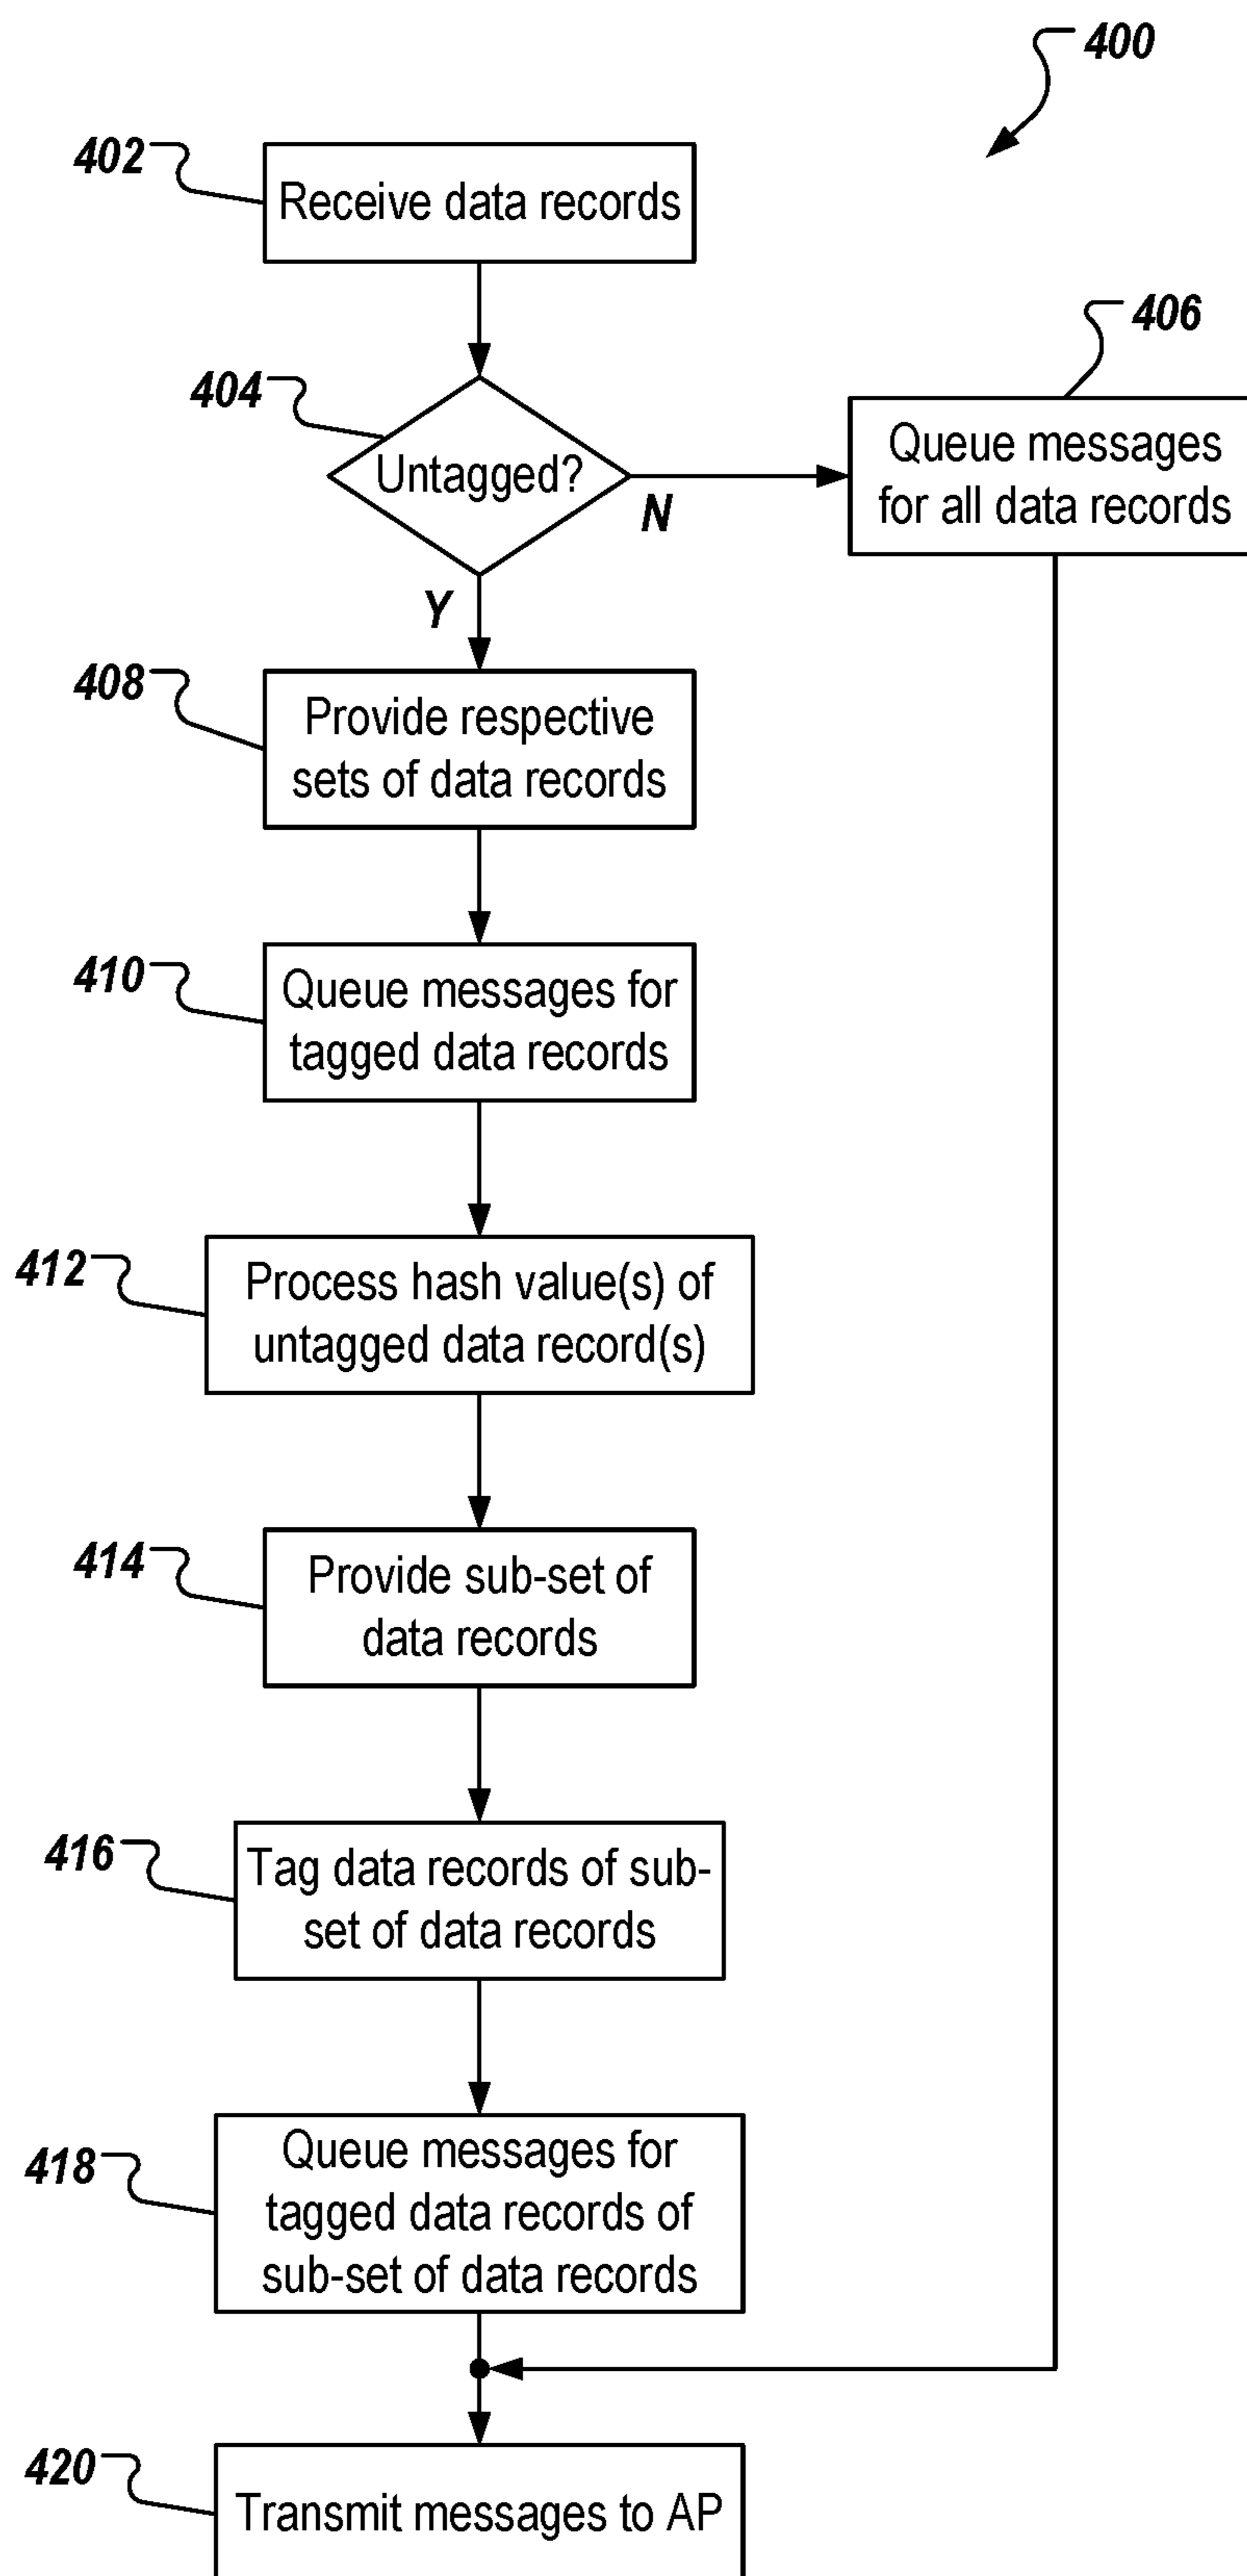 400
402
Receive data records
404
Untagged?
N
Y
406
Queue messages
for all data records
408
Provide respective
sets of data records
410
Queue messages for
tagged data records
412
Process hash value(s) of
untagged data record(s)
414
Provide sub-set of
data records
416
Tag data records of sub-
set of data records
418
Queue messages for
tagged data records of
sub-set of data records
420
Transmit messages to AP